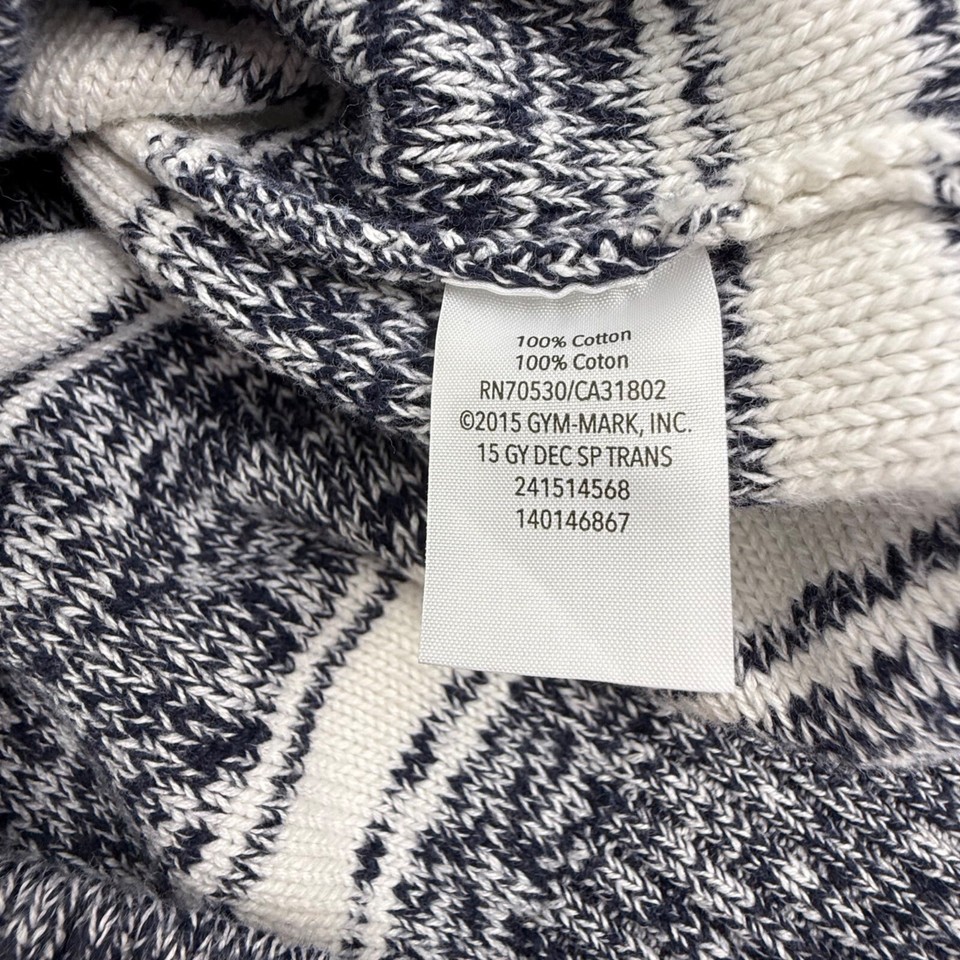 100% Cotton
100% Coton
RN70530/CA31802
©2015 GYM-MARK, INC.
15 GY DEC SP TRANS
241514568
140146867